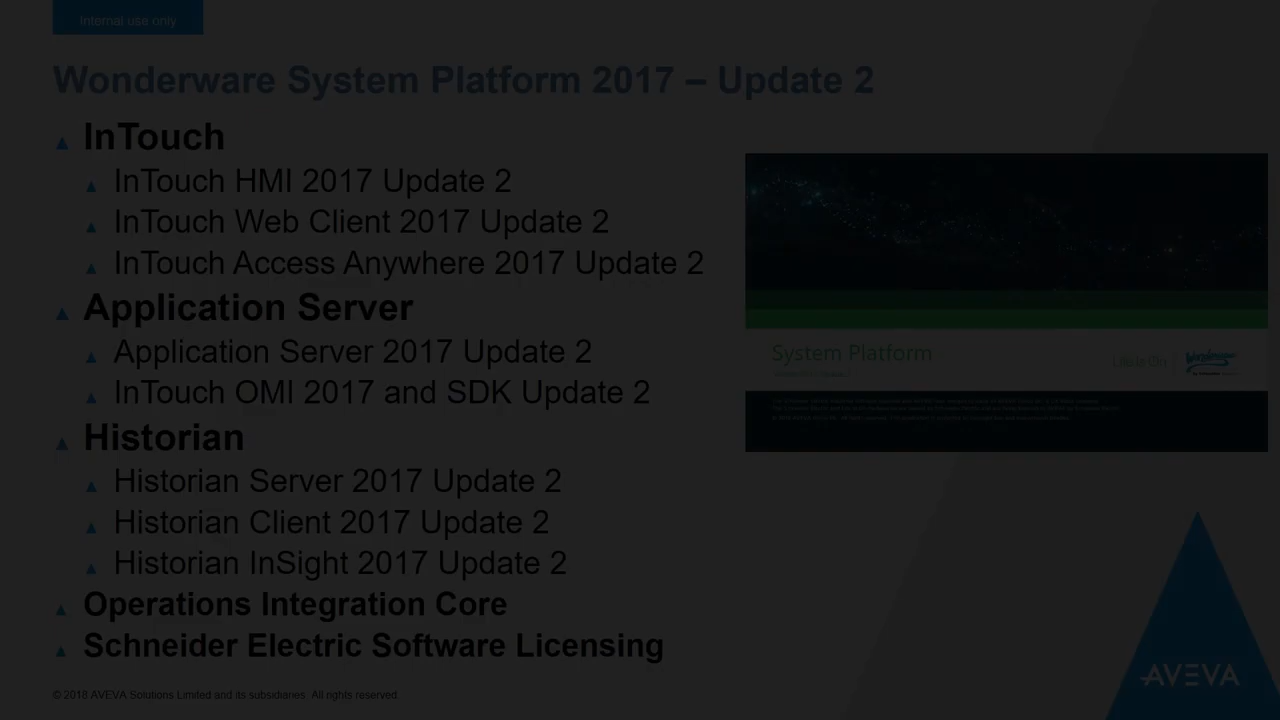 Internal use only
Wonderware System Platform 2017 – Update 2
InTouch
InTouch HMI 2017 Update 2
InTouch Web Client 2017 Update 2
InTouch Access Anywhere 2017 Update 2
Application Server
Application Server 2017 Update 2
InTouch OMI 2017 and SDK Update 2
Historian
Historian Server 2017 Update 2
Historian Client 2017 Update 2
Historian InSight 2017 Update 2
Operations Integration Core
Schneider Electric Software Licensing
System Platform
AVEVA
© 2018 AVEVA Solutions Limited and its subsidiaries. All rights reserved.